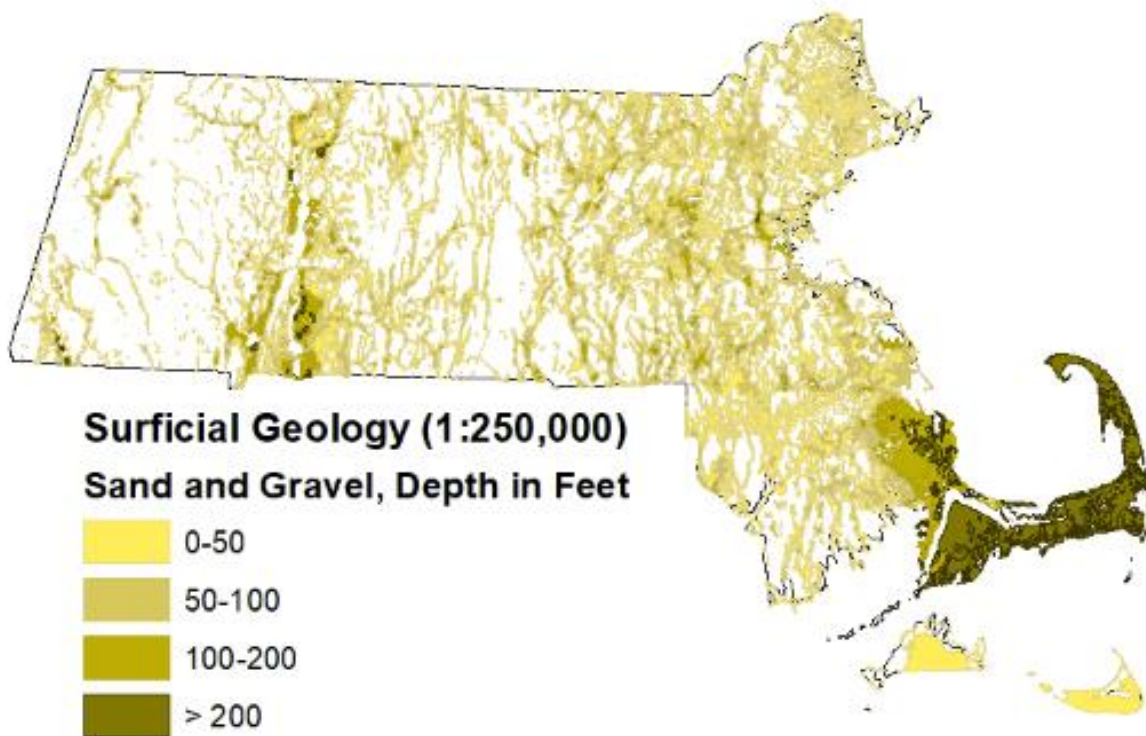 Surficial Geology (1:250,000)
Sand and Gravel, Depth in Feet
0-50
50-100
100-200
> 200